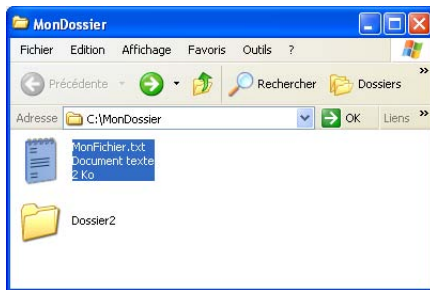 MonDossier
Fichier Edition Affichage Favoris Outils ?
Précédente Rechercher Dossiers »
Adresse C:\MonDossier OK Liens »
MonFichier.txt
Document texte
2 Ko
Dossier2